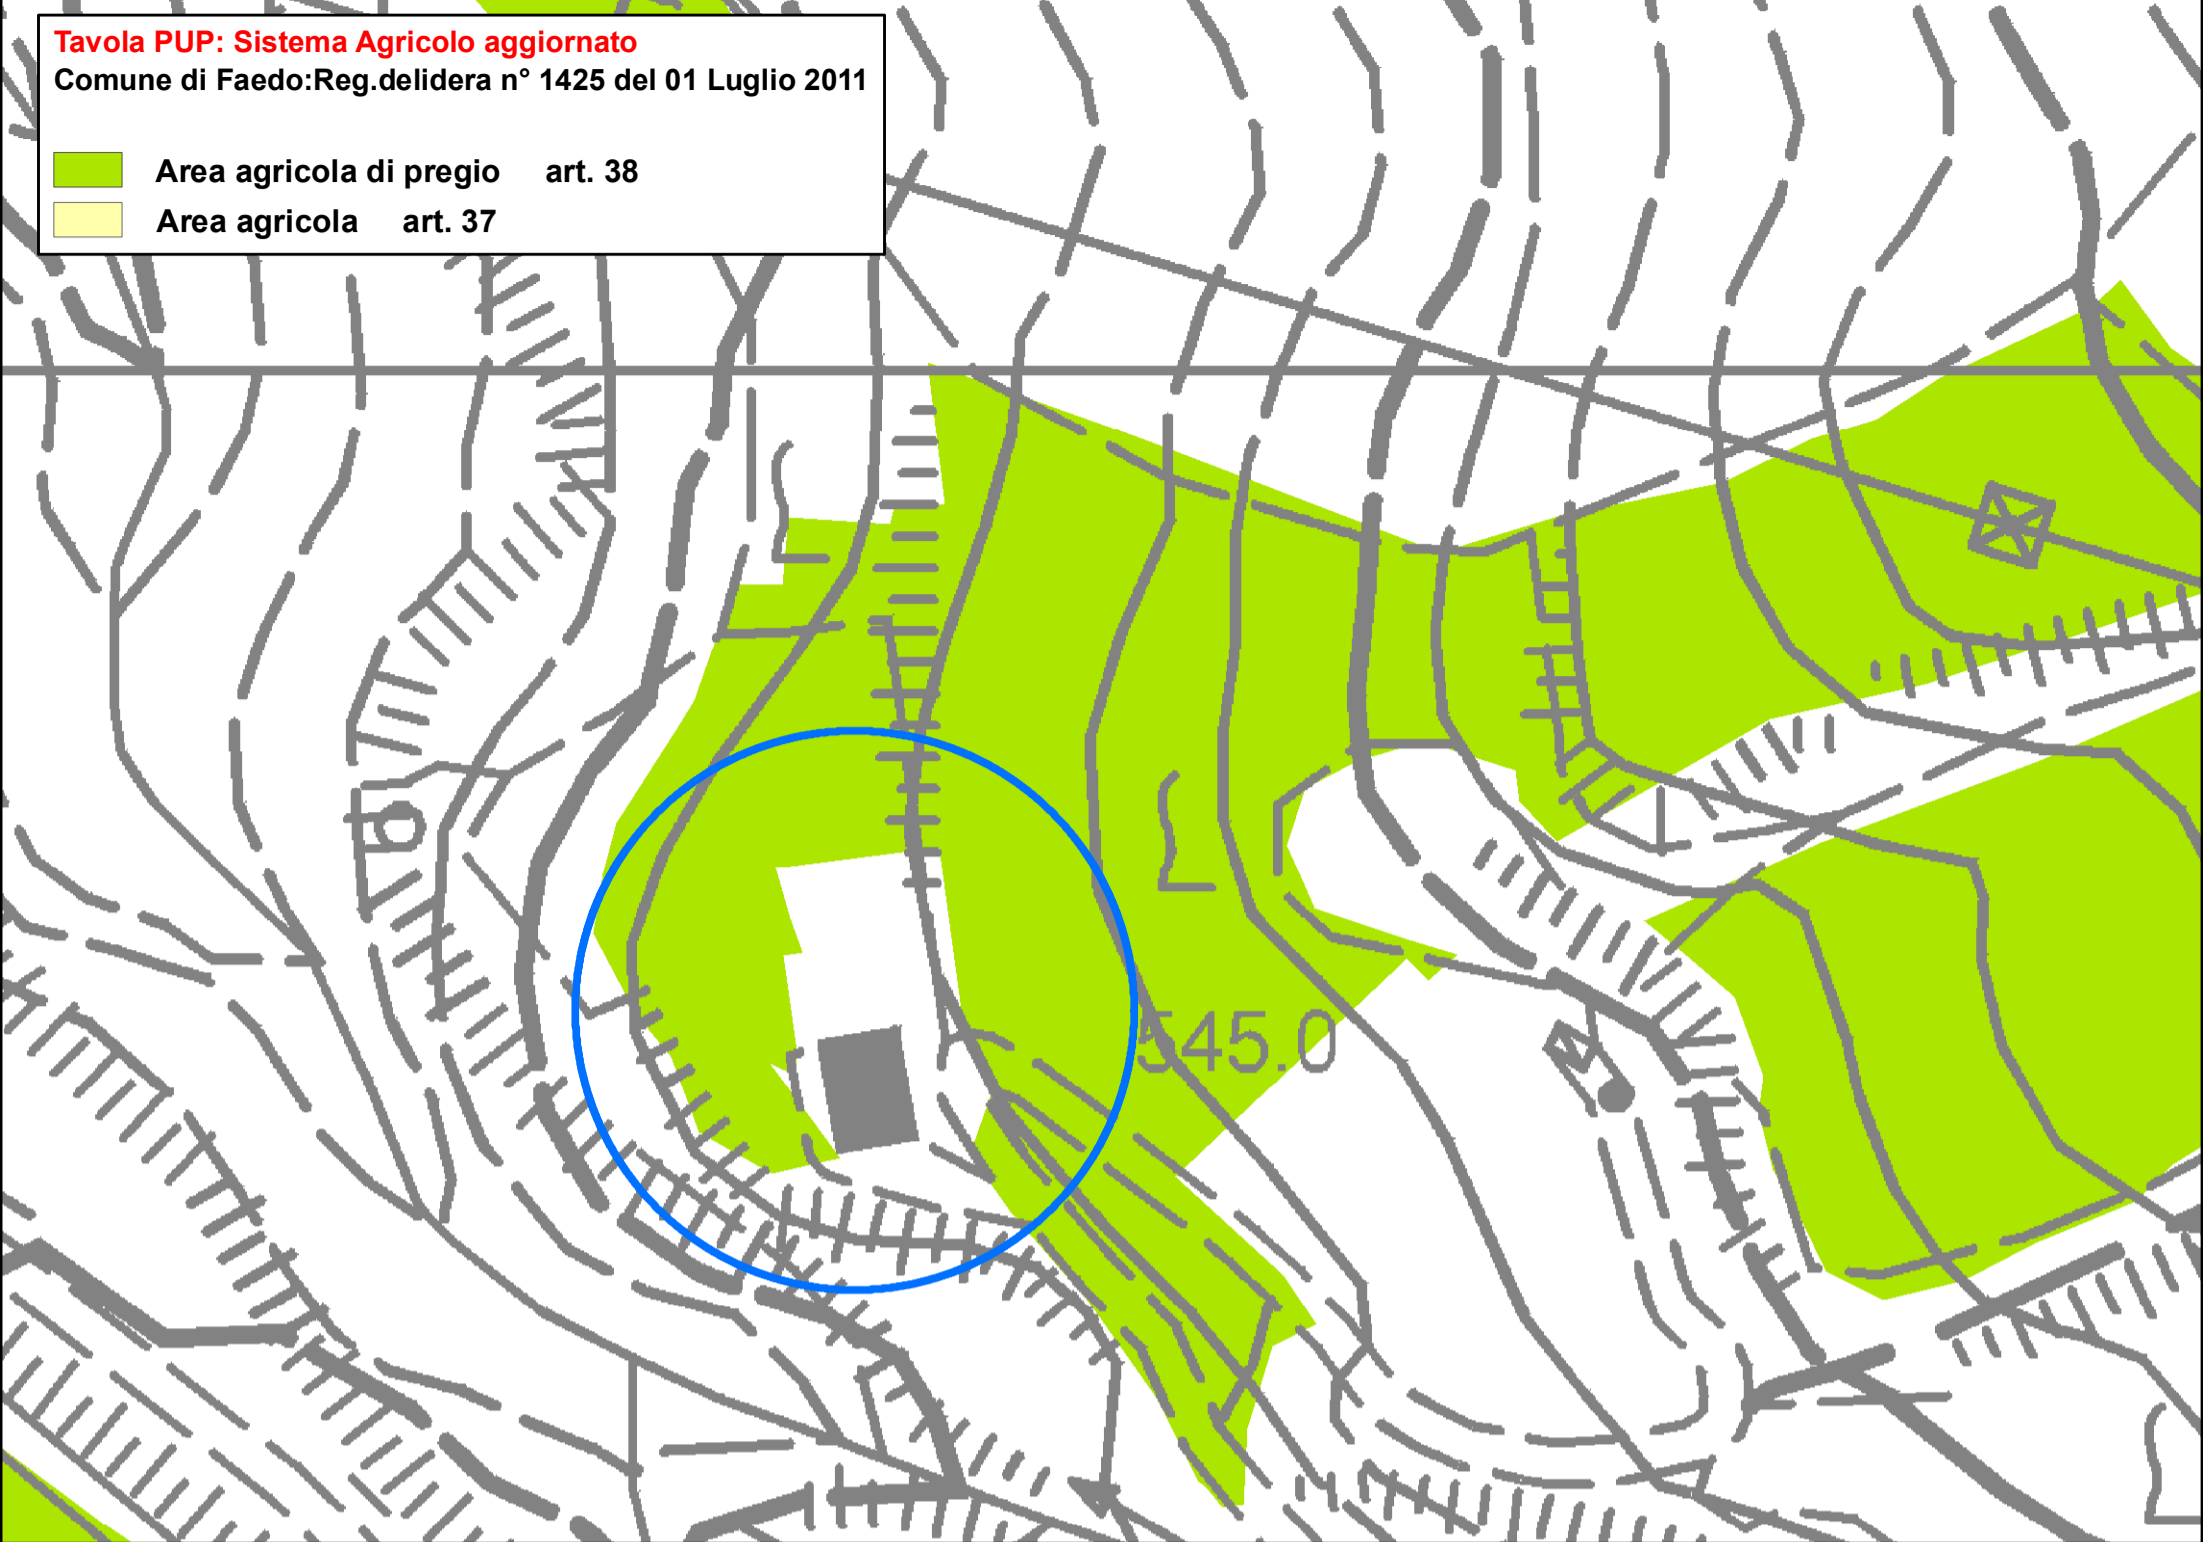 Tavola PUP: Sistema Agricolo aggiornato
Comune di Faedo:Reg.delidera n° 1425 del 01 Luglio 2011
Area agricola di pregio art. 38
Area agricola art. 37
545.0